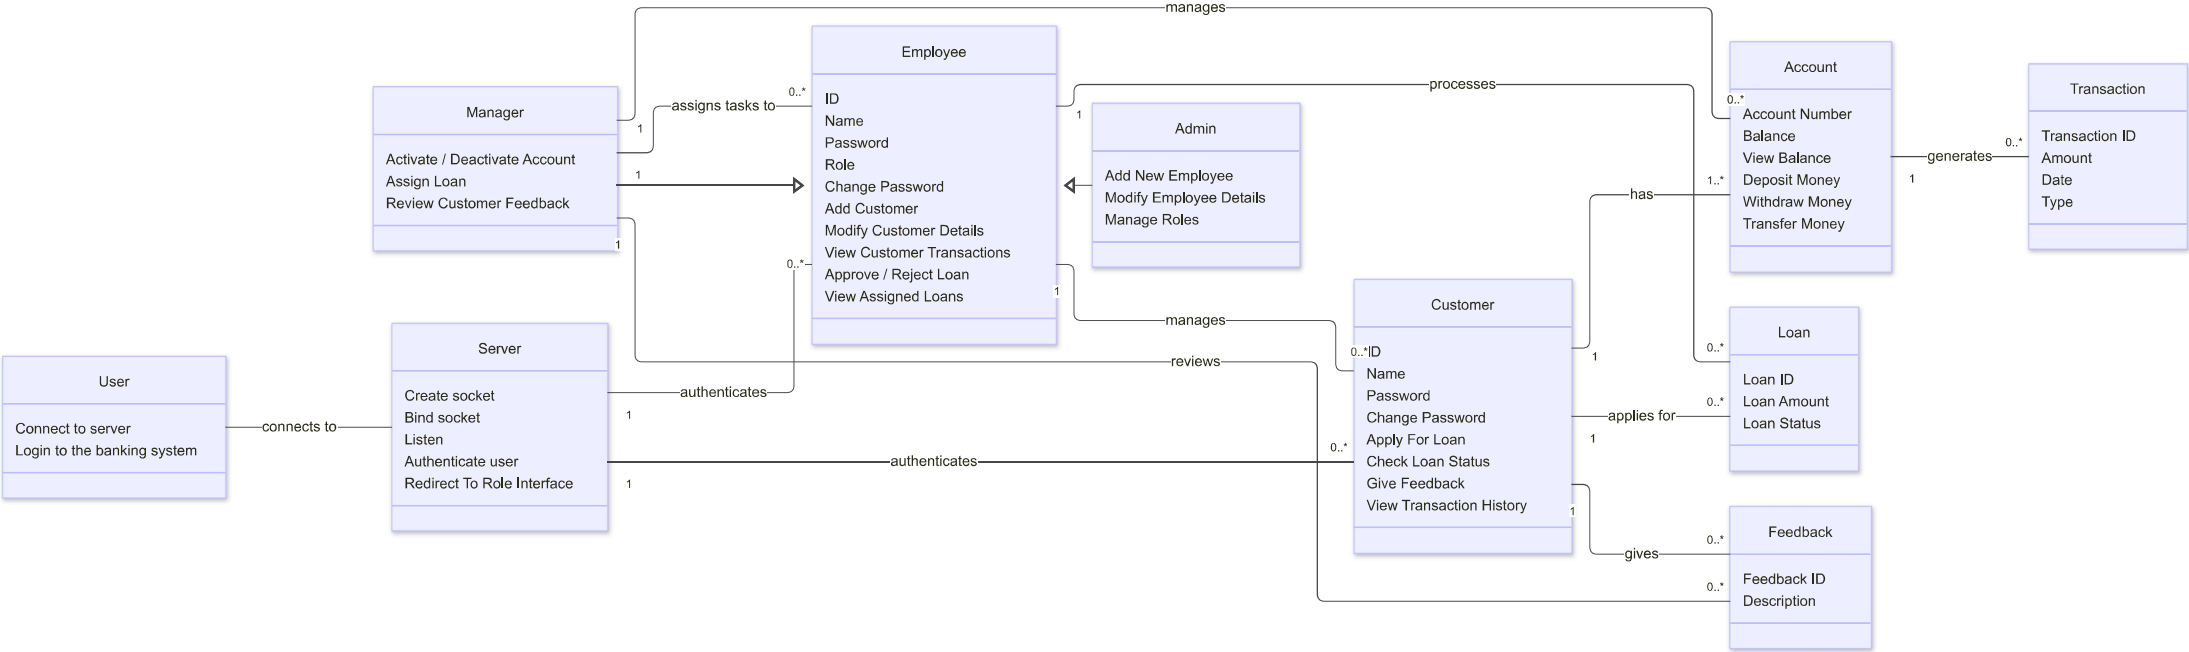 manages
Employee
ID
Name
Password
Role
Change Password
Add Customer
Modify Customer Details
View Customer Transactions
Approve / Reject Loan
View Assigned Loans
Manager
Activate / Deactivate Account
Assign Loan
Review Customer Feedback
1
1
1
assigns tasks to
0..*
0..*
processes
1
1
Admin
Add New Employee
Modify Employee Details
Manage Roles
Account
0..*
Account Number
Balance
View Balance
Deposit Money
Withdraw Money
Transfer Money
1..*
has
1
generates
1
0..*
Transaction
Transaction ID
Amount
Date
Type
manages
0..*
reviews
Customer
ID
Name
Password
Change Password
Apply For Loan
Check Loan Status
Give Feedback
View Transaction History
Loan
0..*
Loan ID
Loan Amount
Loan Status
applies for
0..*
1
User
Connect to server
Login to the banking system
connects to
Server
Create socket
Bind socket
Listen
Authenticate user
Redirect To Role Interface
authenticates
1
authenticates
1
0..*
1
gives
0..*
0..*
Feedback
Feedback ID
Description